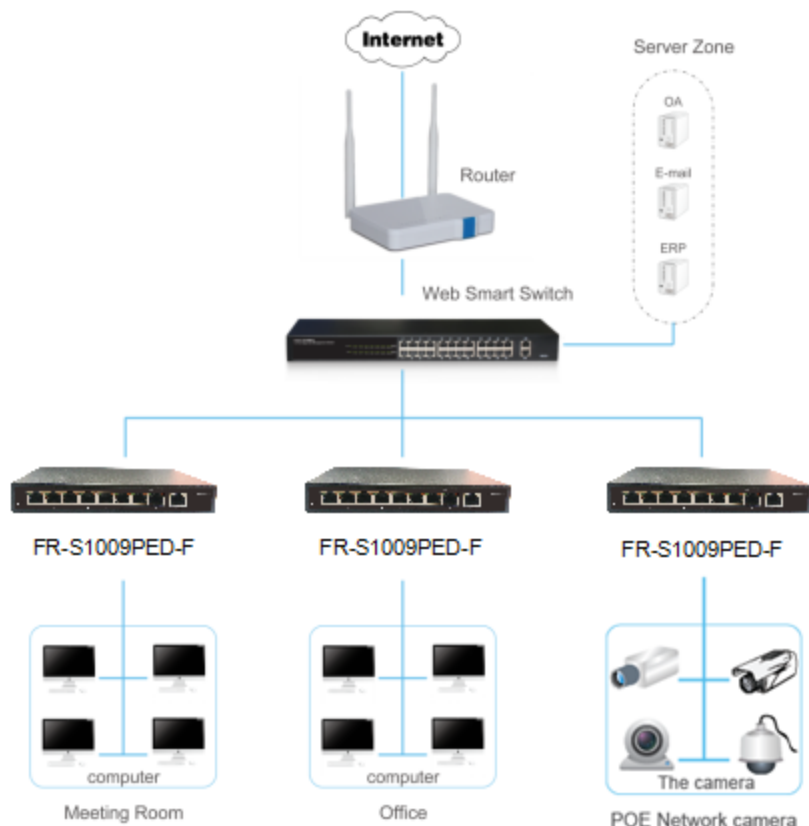 Internet
Server Zone
OA
E-mail
ERP
Router
Web Smart Switch
FR-S1009PED-F
FR-S1009PED-F
FR-S1009PED-F
computer
computer
The camera
Meeting Room
Office
POE Network camera